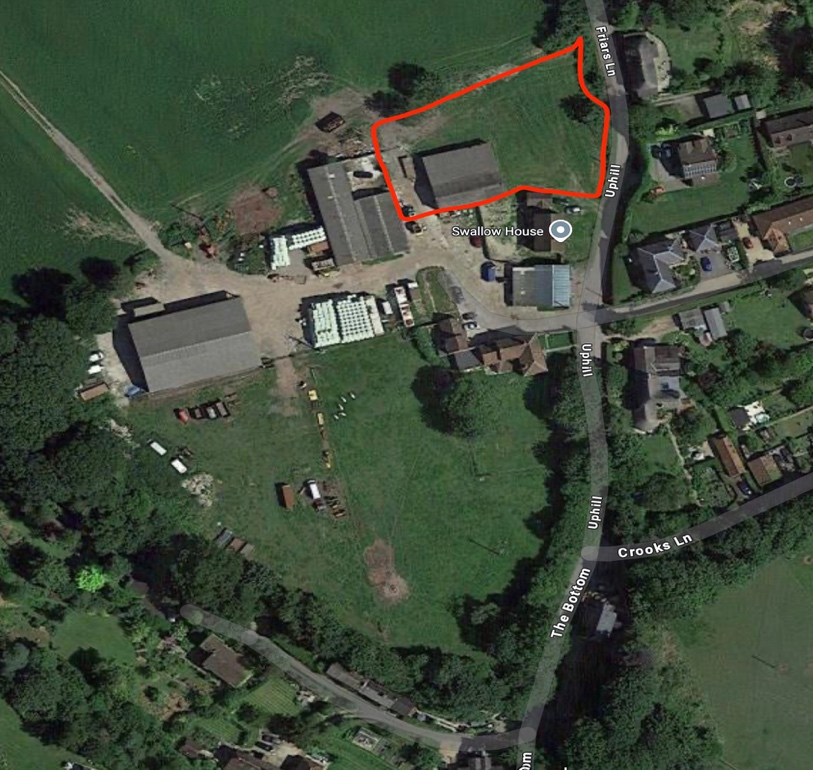 Friars Ln
Uphill
Swallow House
Uphill
Uphill
Crooks Ln
The Bottom
om